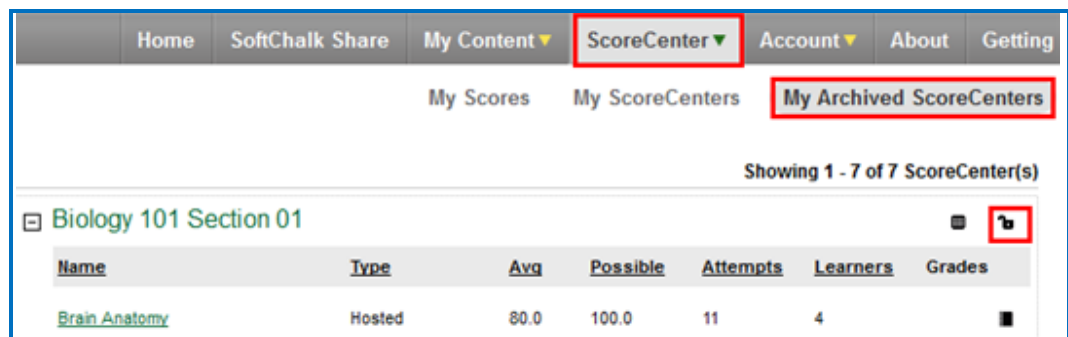 Home SoftChalk Share My Content ScoreCenter Account About Getting
My Scores My ScoreCenters My Archived ScoreCenters
Showing 1 - 7 of 7 ScoreCenter(s)
Biology 101 Section 01
Name Type Avg Possible Attempts Learners Grades
Brain Anatomy Hosted 80.0 100.0 11 4